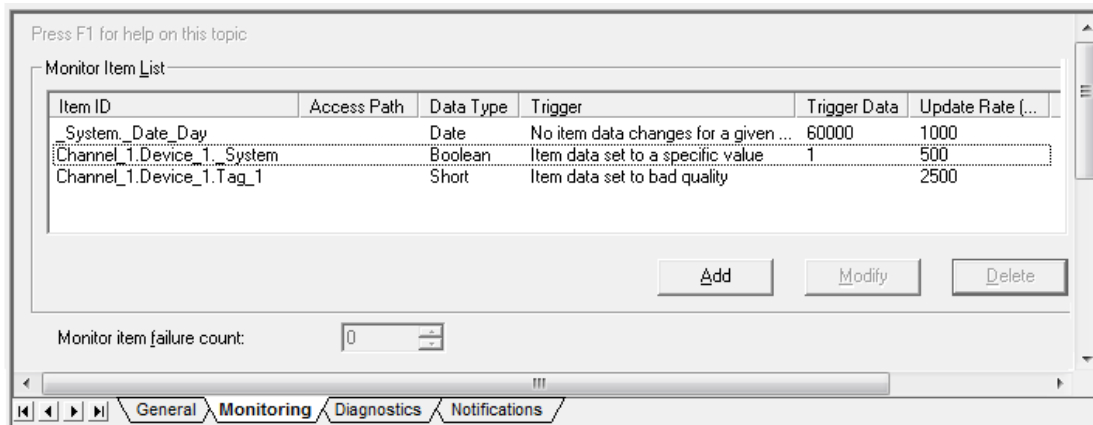 Press F1 for help on this topic
Monitor Item List
Item ID Access Path Data Type Trigger Trigger Data Update Rate (...
_System._Date_Day Date No item data changes for a given ... 60000 1000
Channel_1.Device_1._System Boolean Item data set to a specific value 1 500
Channel_1.Device_1.Tag_1 Short Item data set to bad quality 2500
Add Modify Delete
Monitor item failure count: 0
General Monitoring Diagnostics Notifications